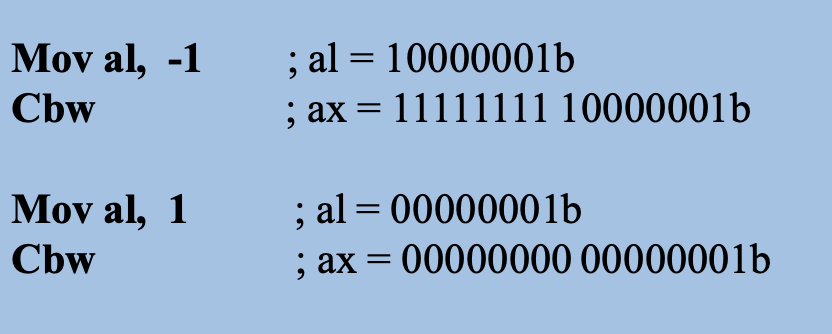 Mov al, -1 ; al = 10000001b
Cbw ; ax = 11111111 10000001b
Mov al, 1 ; al = 00000001b
Cbw ; ax = 00000000 00000001b